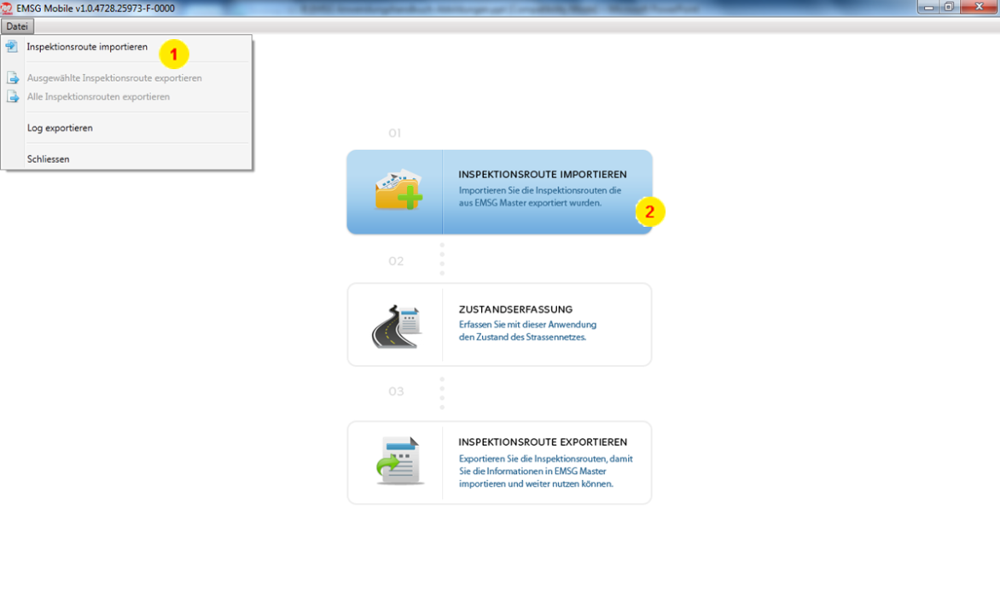 EMSG Mobile v1.0.4728.25973-F-0000
Datei
Inspektionsroute importieren
1
Ausgewählte Inspektionsroute exportieren
Alle Inspektionsrouten exportieren
Log exportieren
Schliessen
01
INSPEKTIONSROUTE IMPORTIEREN
Importieren Sie die Inspektionsrouten die
aus EMSG Master exportiert wurden.
2
02
ZUSTANDSERFASSUNG
Erfassen Sie mit dieser Anwendung
den Zustand des Strassennetzes.
03
INSPEKTIONSROUTE EXPORTIEREN
Exportieren Sie die Inspektionsrouten, damit
Sie die Informationen in EMSG Master
importieren und weiter nutzen können.